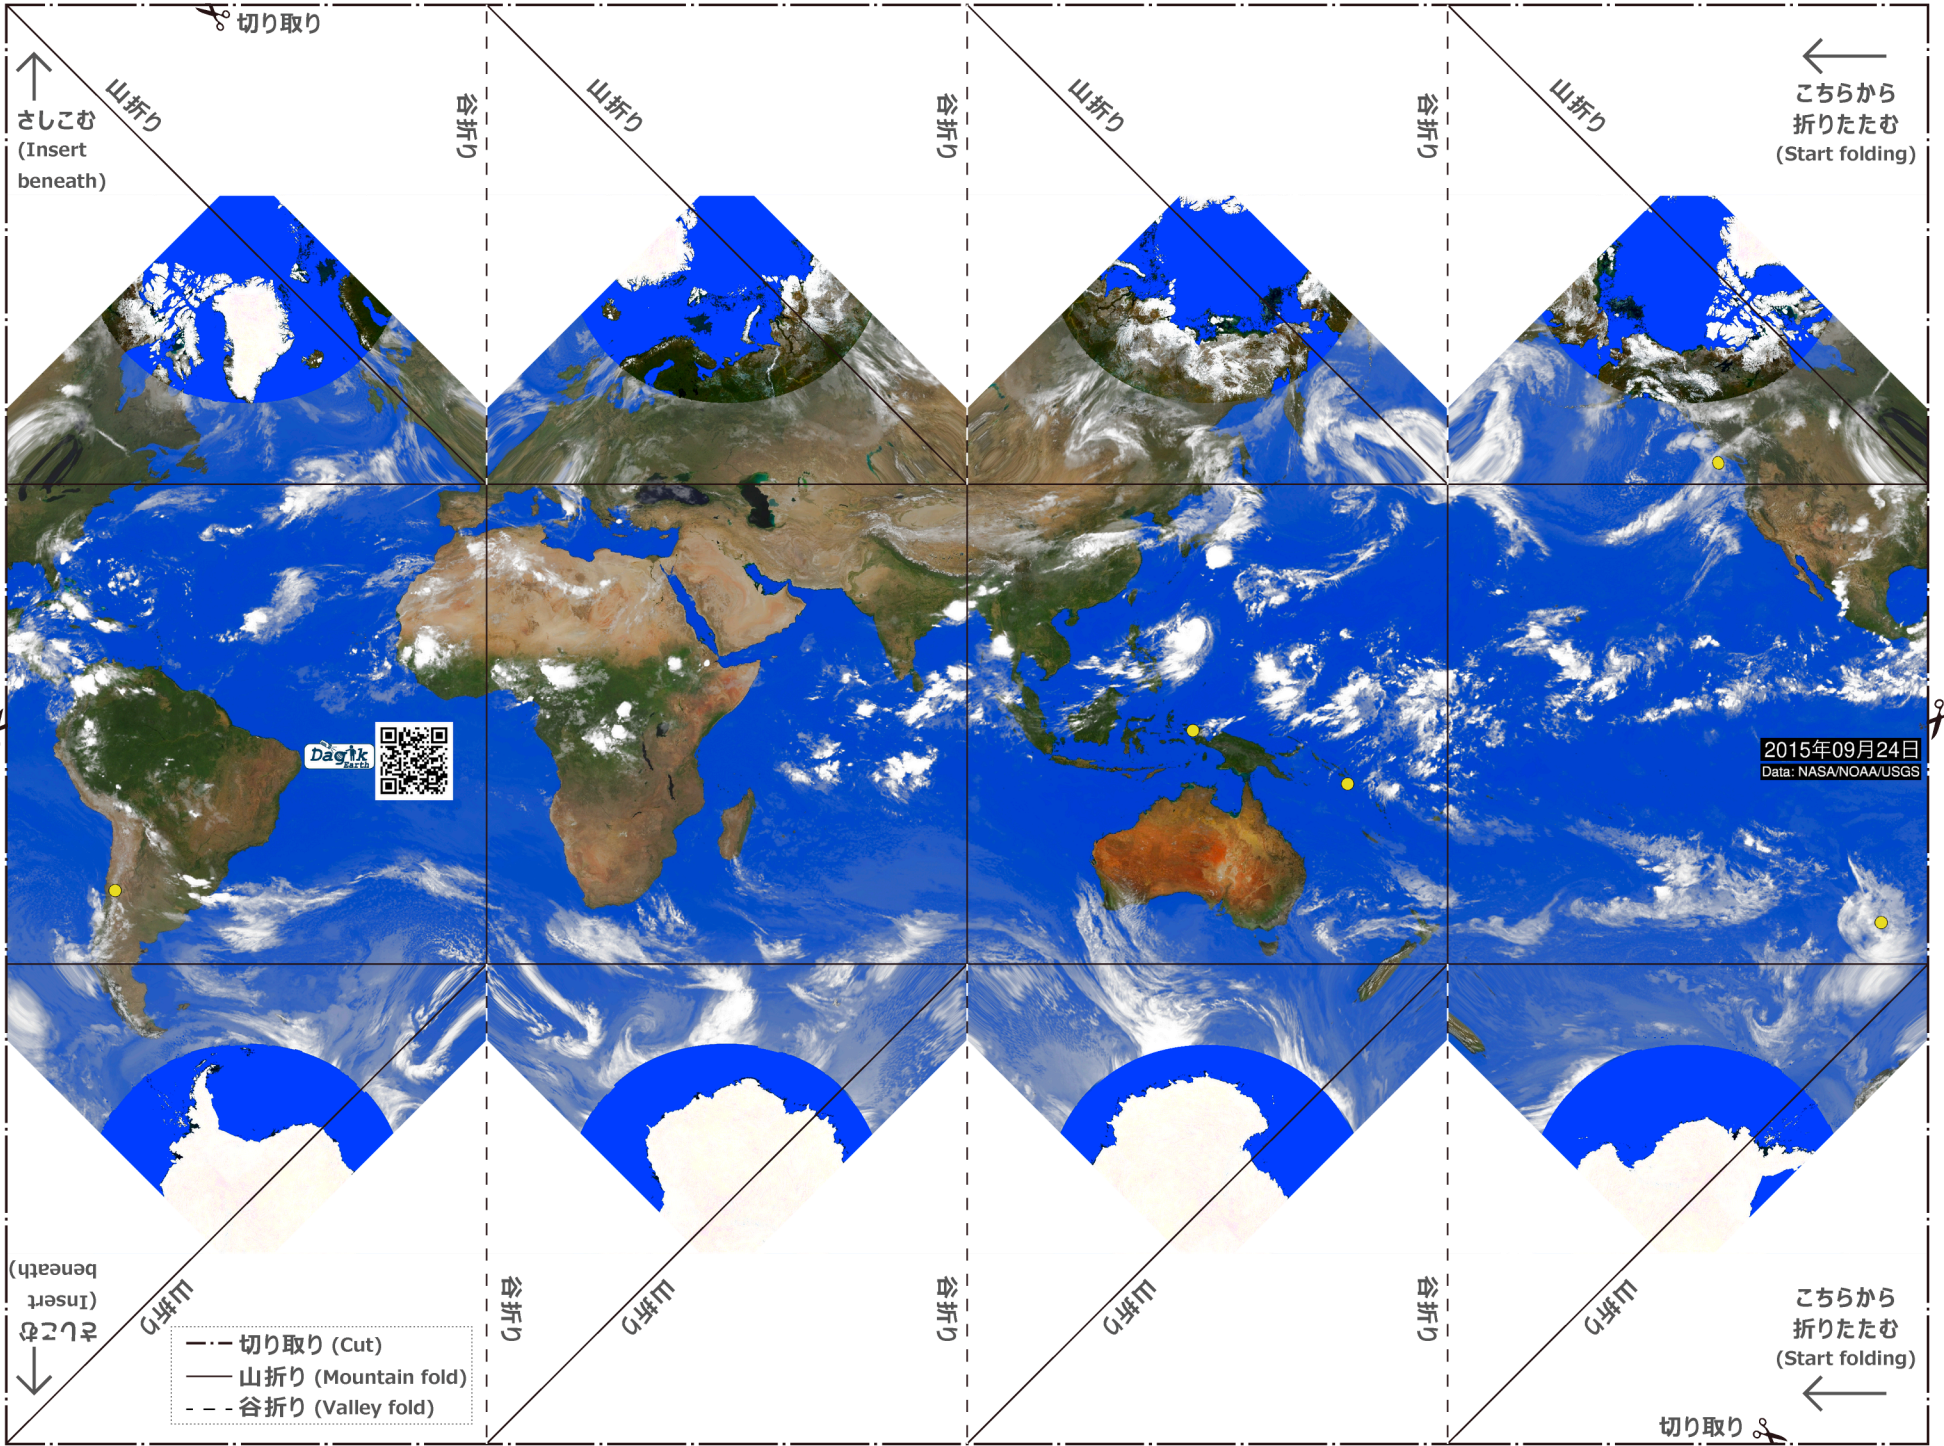 切り取り
山折り
谷折り
山折り
谷折り
山折り
谷折り
山折り
さしこむ
(Insert
beneath)
こちらから
折りたたむ
(Start folding)
Dagik
Earth
2015年09月24日
Data: NASA/NOAA/USGS
さしこむ
(Insert
beneath)
山折り
谷折り
山折り
谷折り
山折り
谷折り
山折り
こちらから
折りたたむ
(Start folding)
切り取り (Cut)
山折り (Mountain fold)
谷折り (Valley fold)
切り取り